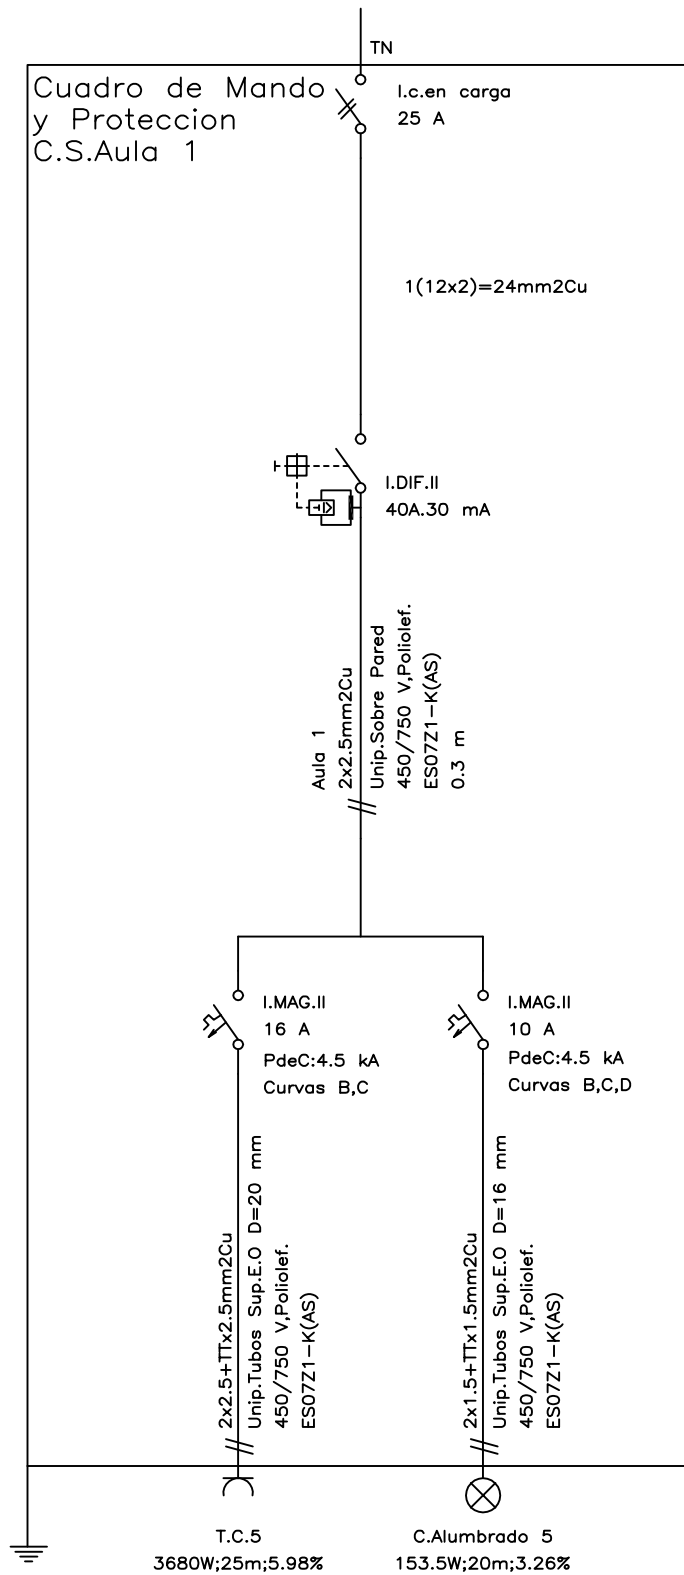 TN
Cuadro de Mando
y Proteccion
C.S.Aula 1
I.c.en carga
25 A
1(12x2)=24mm2Cu
I.DIF.II
40A.30 mA
Aula 1
2x2.5mm2Cu
Unip.Sobre Pared
450/750 V,Poliolef.
ES07Z1-K(AS)
0.3 m
I.MAG.II
16 A
PdeC:4.5 kA
Curvas B,C
I.MAG.II
10 A
PdeC:4.5 kA
Curvas B,C,D
2x2.5+TTx2.5mm2Cu
Unip.Tubos Sup.E.O D=20 mm
450/750 V,Poliolef.
ES07Z1-K(AS)
2x1.5+TTx1.5mm2Cu
Unip.Tubos Sup.E.O D=16 mm
450/750 V,Poliolef.
ES07Z1-K(AS)
T.C.5
3680W;25m;5.98%
C.Alumbrado 5
153.5W;20m;3.26%